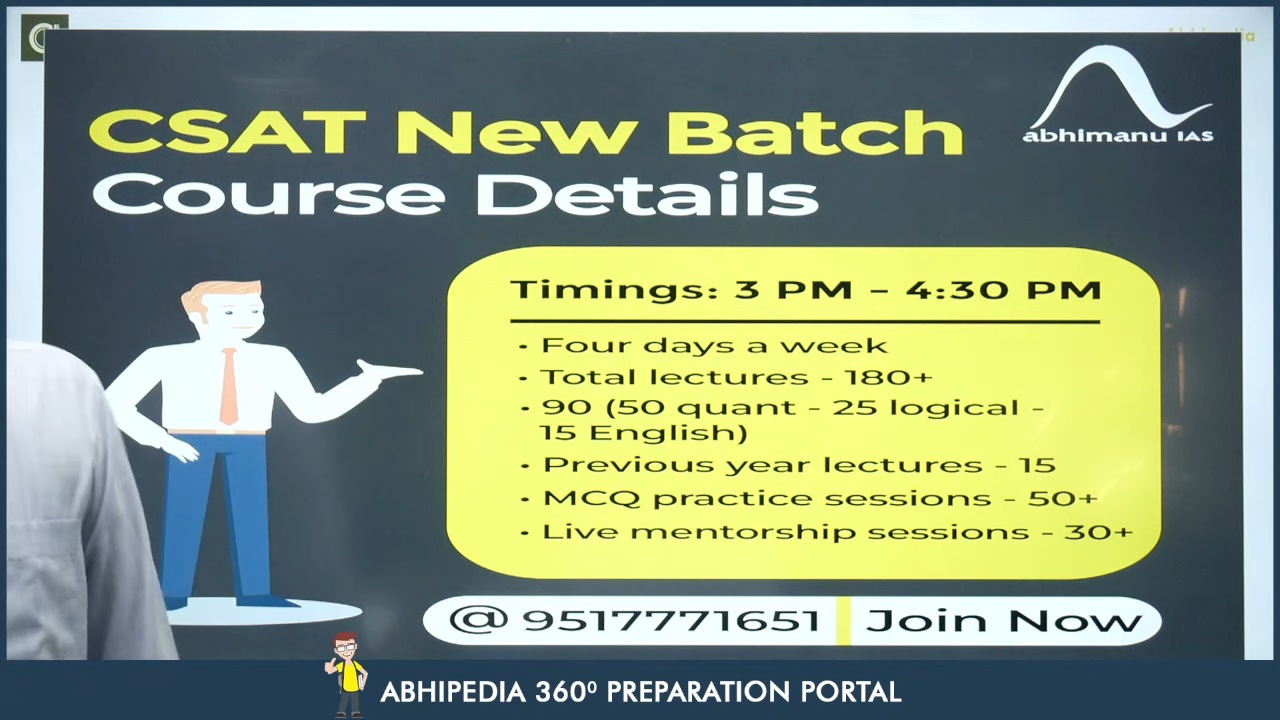 CSAT New Batch
Course Details
abhimanu IAS
Timings: 3 PM – 4:30 PM
• Four days a week
• Total lectures - 180+
• 90 (50 quant - 25 logical -
15 English)
• Previous year lectures - 15
• MCQ practice sessions - 50+
• Live mentorship sessions - 30+
@ 9517771651 | Join Now
ABHIPEDIA 360⁰ PREPARATION PORTAL